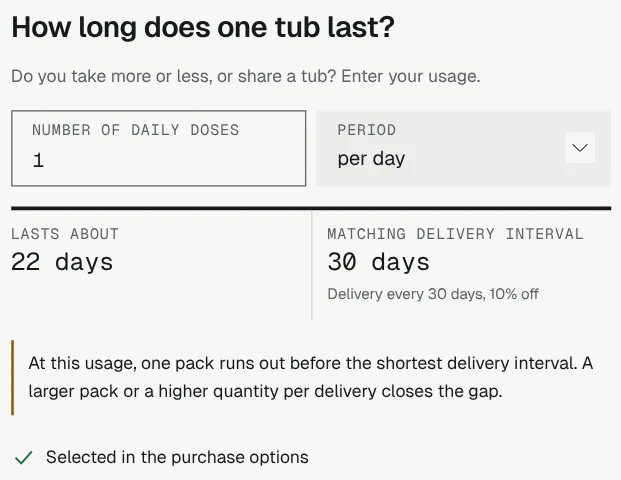 How long does one tub last?
Do you take more or less, or share a tub? Enter your usage.
NUMBER OF DAILY DOSES
1
PERIOD
per day
LASTS ABOUT
22 days
MATCHING DELIVERY INTERVAL
30 days
Delivery every 30 days, 10% off
At this usage, one pack runs out before the shortest delivery interval. A
larger pack or a higher quantity per delivery closes the gap.
Selected in the purchase options